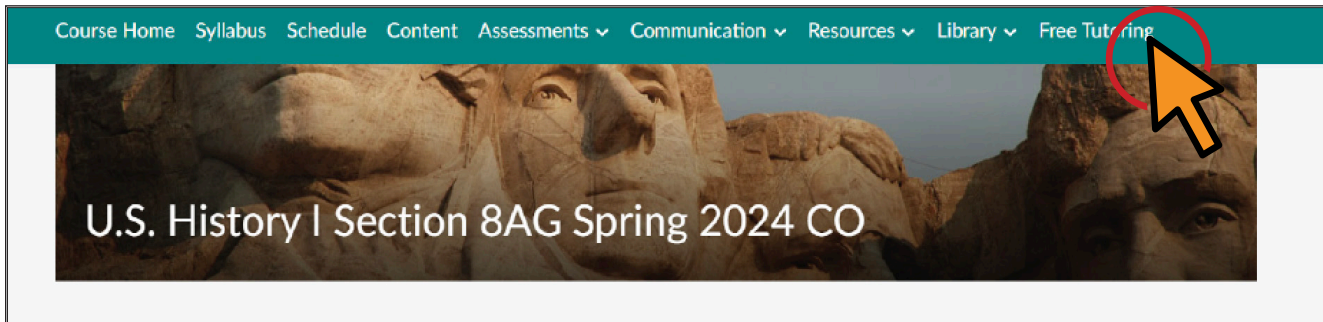 Course Home Syllabus Schedule Content Assessments Communication Resources Library Free Tutoring
U.S. History I Section 8AG Spring 2024 CO